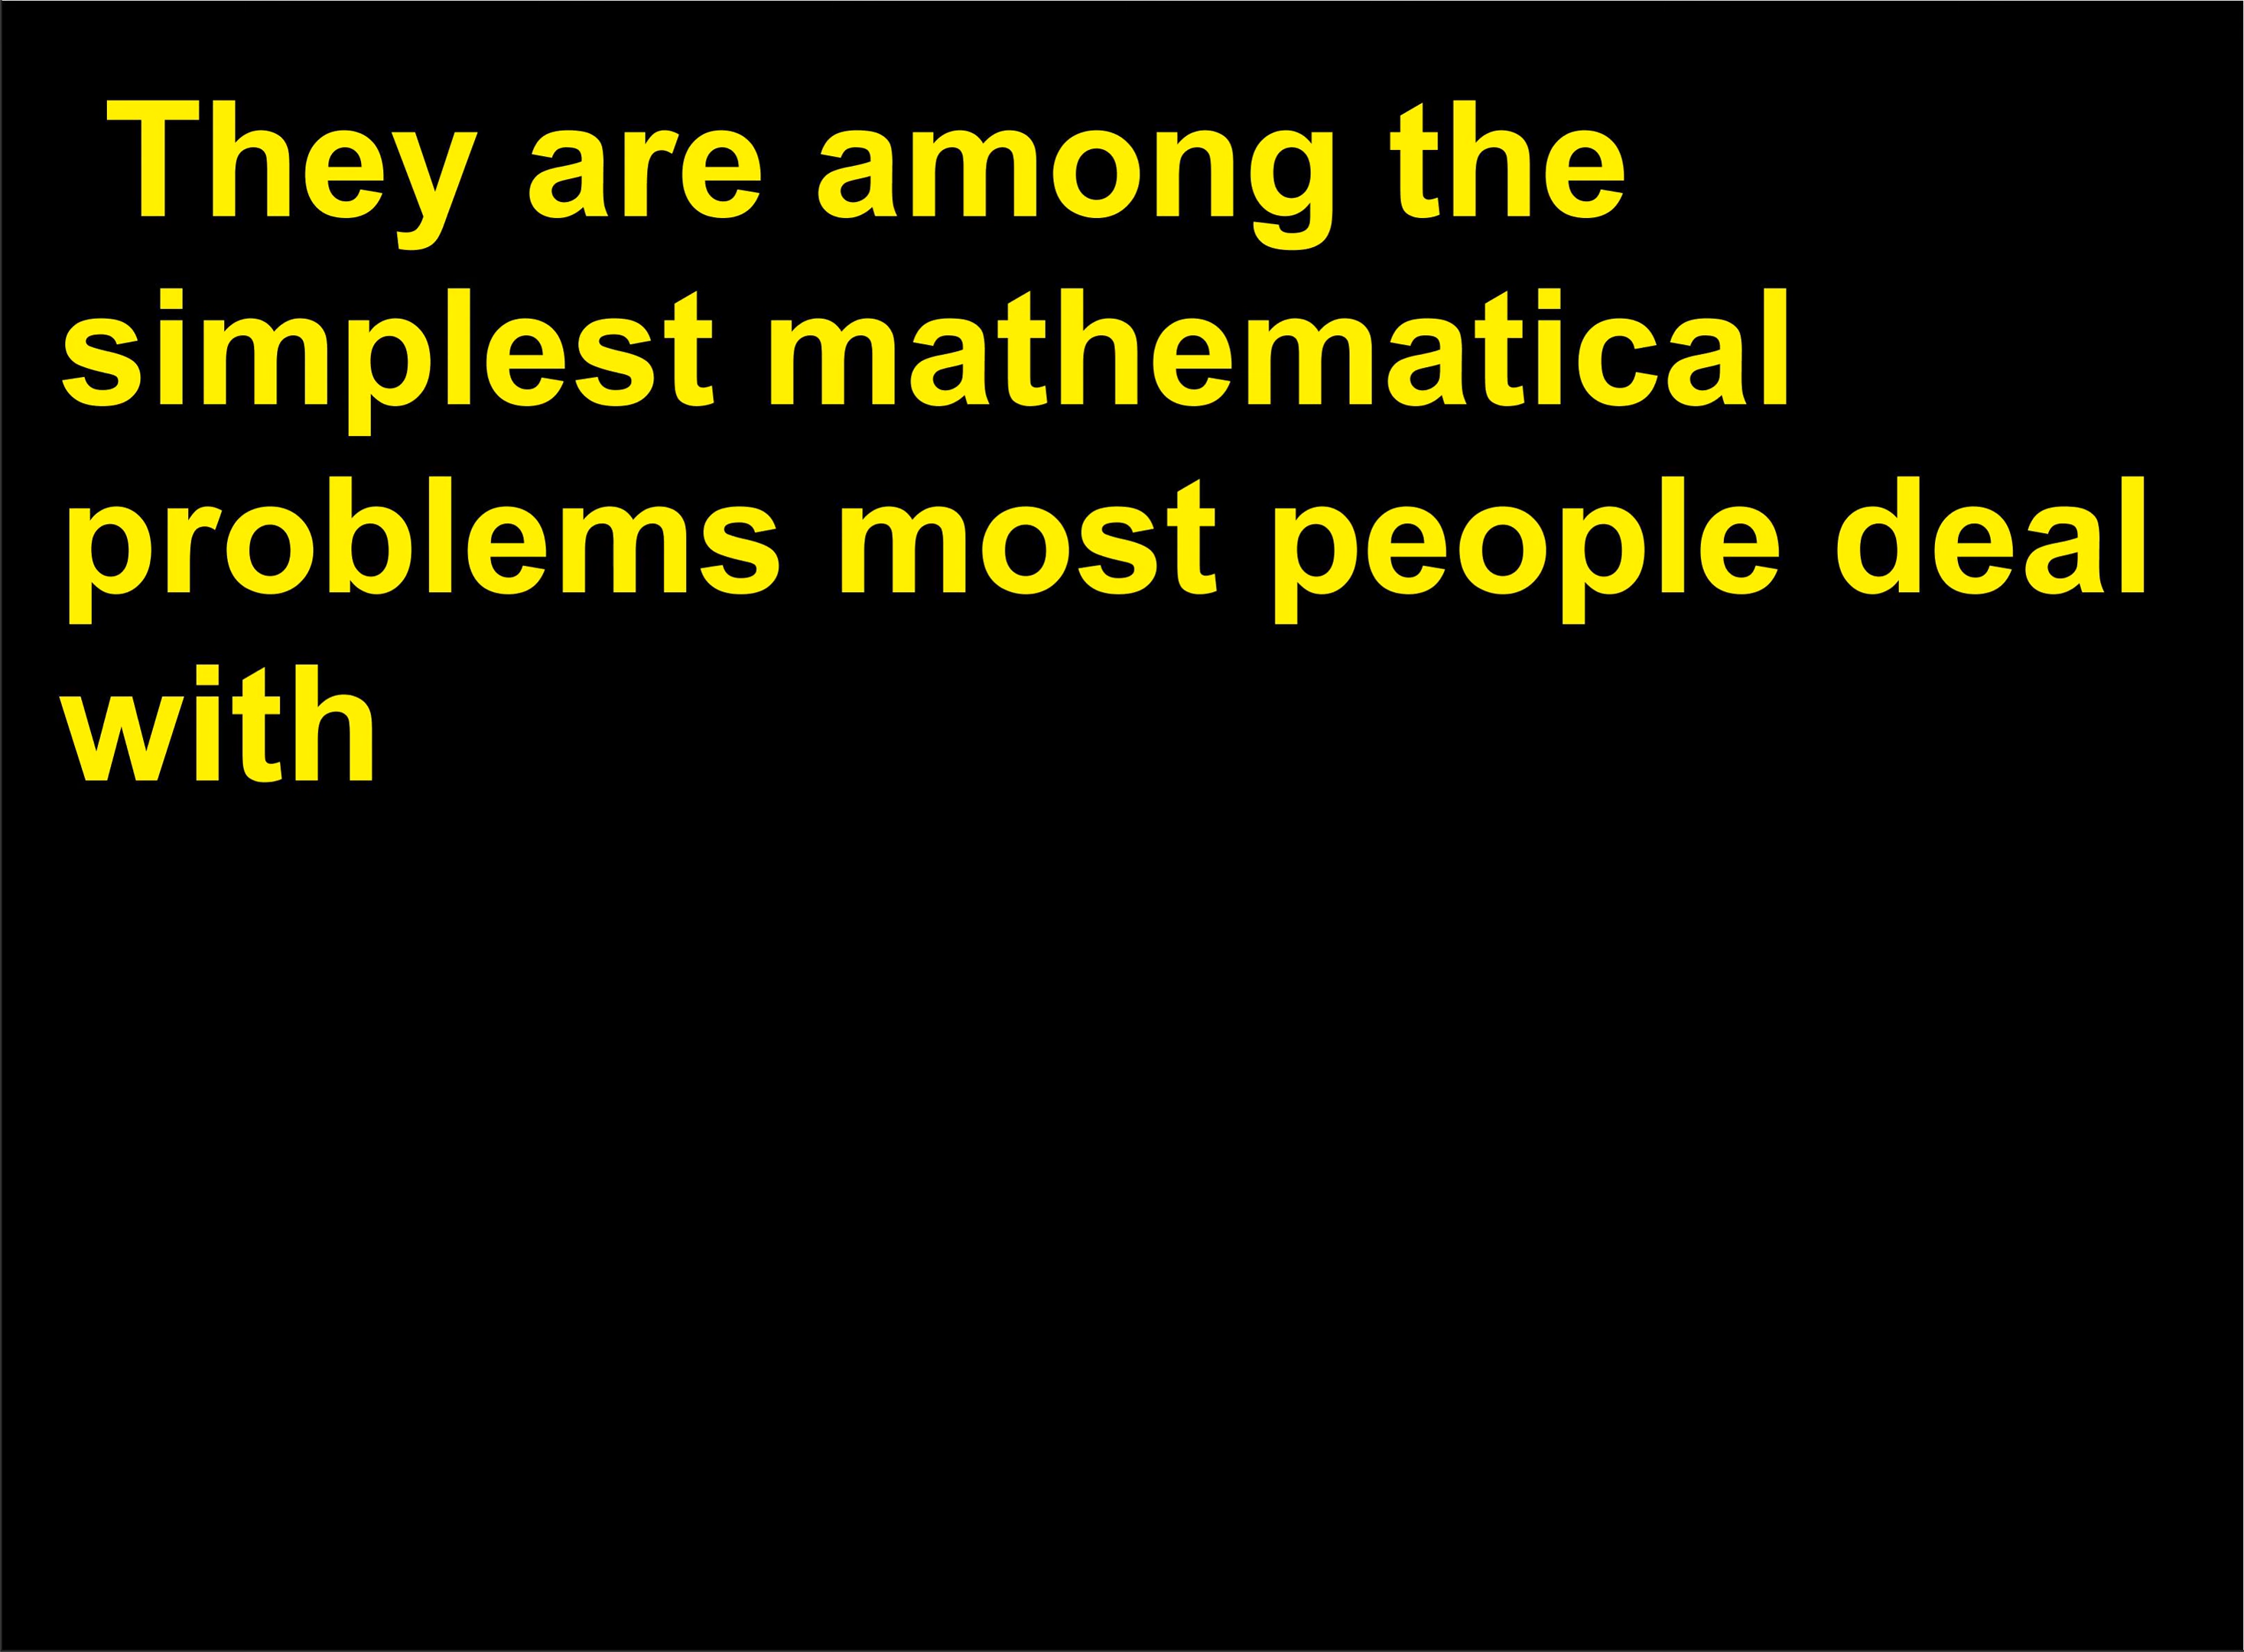 They are among the
simplest mathematical
problems most people deal
with